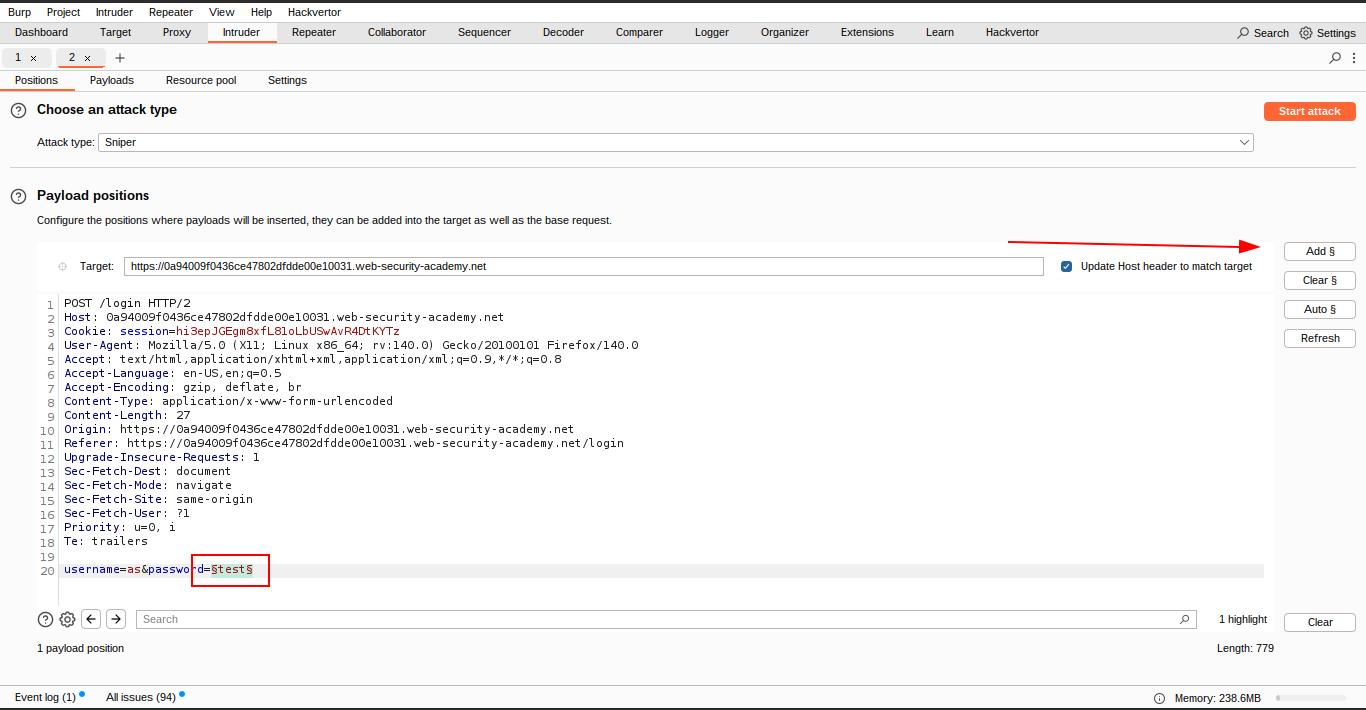 Burp Project Intruder Repeater View Help Hackvertor
Dashboard Target Proxy Intruder Repeater Collaborator Sequencer Decoder Comparer Logger Organizer Extensions Learn Hackvertor Search Settings
1 × 2 × +
Positions Payloads Resource pool Settings
? Choose an attack type Start attack
Attack type: Sniper
? Payload positions
Configure the positions where payloads will be inserted, they can be added into the target as well as the base request.
Target: https://0a94009f0436ce47802dfdde00e10031.web-security-academy.net Update Host header to match target Add §
Clear §
Auto §
Refresh
1 POST /login HTTP/2
2 Host: 0a94009f0436ce47802dfdde00e10031.web-security-academy.net
3 Cookie: session=hi3epJGEgm8xfL81oLbUSwAvR4DtKYTz
4 User-Agent: Mozilla/5.0 (X11; Linux x86_64; rv:140.0) Gecko/20100101 Firefox/140.0
5 Accept: text/html,application/xhtml+xml,application/xml;q=0.9,*/*;q=0.8
6 Accept-Language: en-US,en;q=0.5
7 Accept-Encoding: gzip, deflate, br
8 Content-Type: application/x-www-form-urlencoded
9 Content-Length: 27
10 Origin: https://0a94009f0436ce47802dfdde00e10031.web-security-academy.net
11 Referer: https://0a94009f0436ce47802dfdde00e10031.web-security-academy.net/login
12 Upgrade-Insecure-Requests: 1
13 Sec-Fetch-Dest: document
14 Sec-Fetch-Mode: navigate
15 Sec-Fetch-Site: same-origin
16 Sec-Fetch-User: ?1
17 Priority: u=0, i
18 Te: trailers
19
20 username=as&password=§test§
? Search 1 highlight Clear
1 payload position Length: 779
Event log (1) All issues (94) Memory: 238.6MB